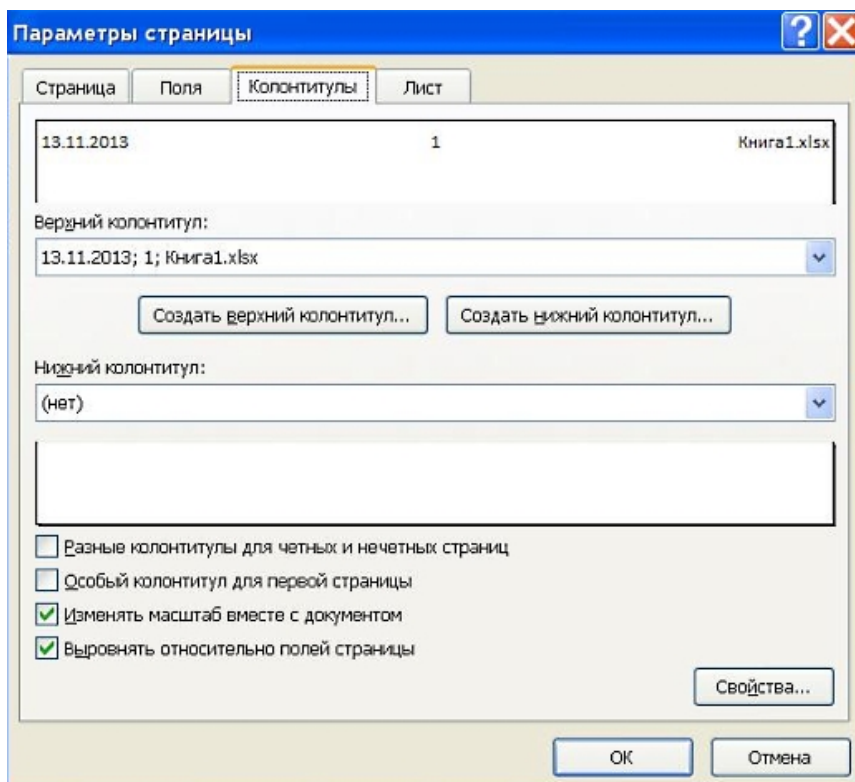 Параметры страницы
Страница Поля Колонтитулы Лист
13.11.2013 1 Книга1.xlsx
Верхний колонтитул:
13.11.2013; 1; Книга1.xlsx
Создать верхний колонтитул... Создать нижний колонтитул...
Нижний колонтитул:
(нет)
Разные колонтитулы для четных и нечетных страниц
Особый колонтитул для первой страницы
Изменять масштаб вместе с документом
Выровнять относительно полей страницы
Свойства...
ОК Отмена